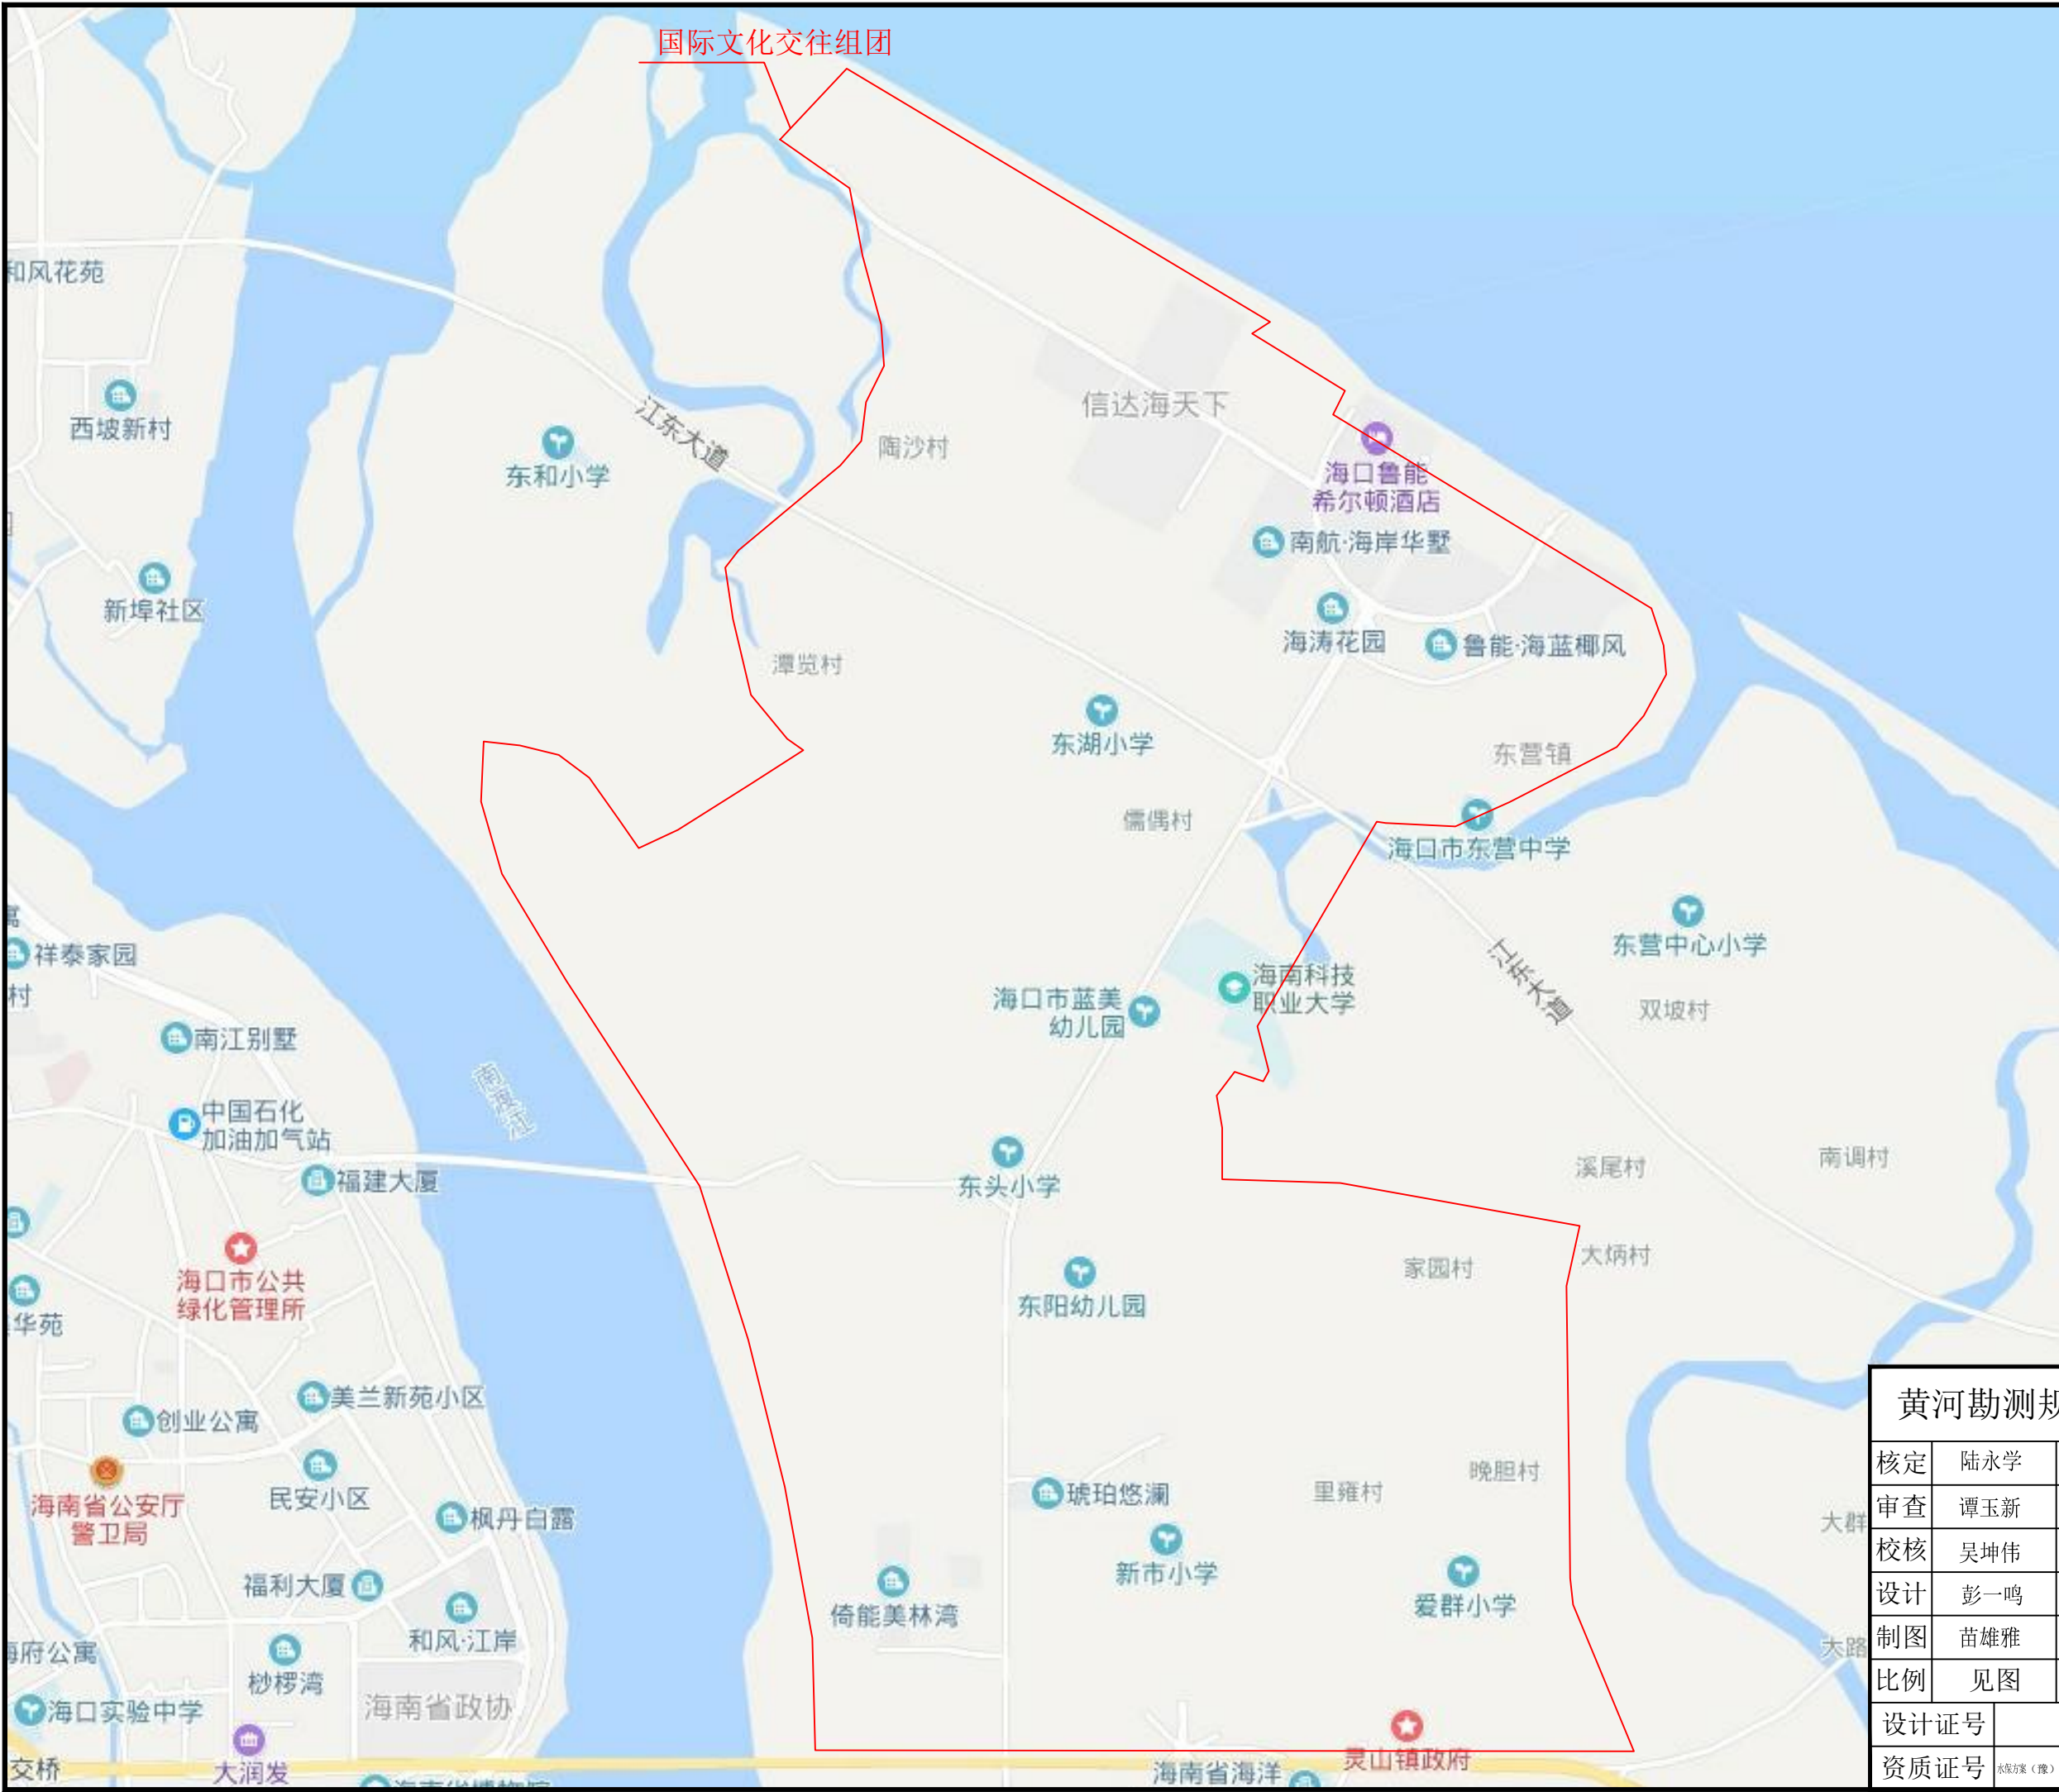 国际文化交往组团
和风花苑
西坡新村
东和小学
江东大道
陶沙村
信达海天下
海口鲁能
希尔顿酒店
南航·海岸华墅
新埠社区
海涛花园
鲁能·海蓝椰风
潭览村
东湖小学
东营镇
儒偶村
海口市东营中学
东营中心小学
祥泰家园
村
海口市蓝美
幼儿园
海南科技
职业大学
江东大道
双坡村
南江别墅
南渡江
中国石化
加油加气站
福建大厦
东头小学
溪尾村
南调村
海口市公共
绿化管理所
华苑
东阳幼儿园
家园村
大炳村
美兰新苑小区
创业公寓
民安小区
海南省公安厅
警卫局
枫丹白露
琥珀悠澜
里雍村
晚胆村
新市小学
大群
福利大厦
倚能美林湾
爱群小学
和风·江岸
海府公寓
桫椤湾
大路
海口实验中学
海南省政协
大润发
交桥
灵山镇政府
海南省海洋
黄河勘测规
核定 陆永学
审查 谭玉新
校核 吴坤伟
设计 彭一鸣
制图 苗雄雅
比例 见图
设计证号
资质证号 水保方案（豫）